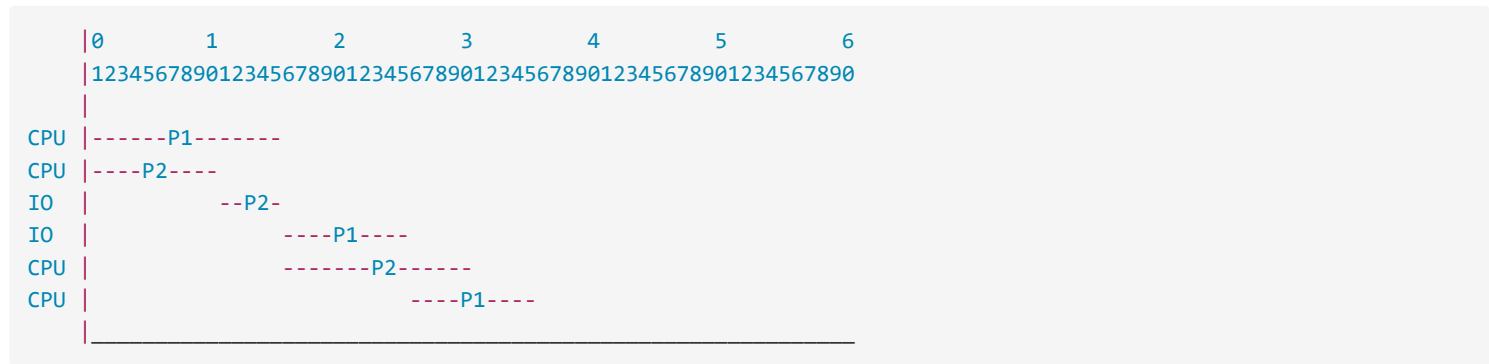 |0        1         2         3         4         5         6
    |123456789012345678901234567890123456789012345678901234567890
    |
CPU |------P1-------
CPU |----P2----
IO  |          --P2-
IO  |               ----P1----
CPU |               -------P2------
CPU |                         ----P1----
    |____________________________________________________________